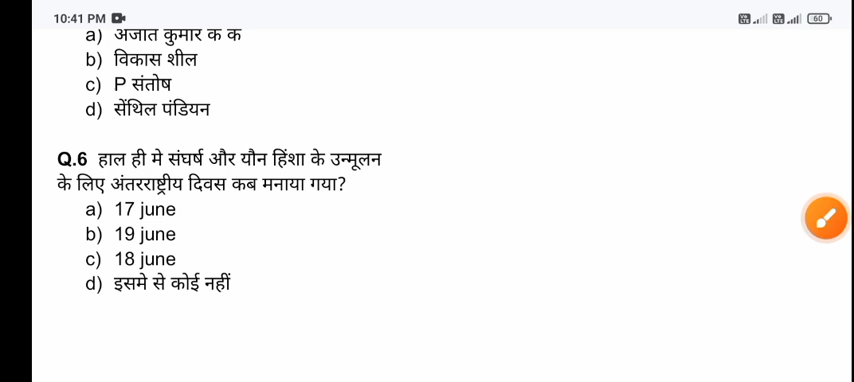 10:41 PM
60
a) अजीत कुमार क क
b) विकास शील
c) P संतोष
d) सेंथिल पंडियन
Q.6 हाल ही मे संघर्ष और यौन हिंशा के उन्मूलन
के लिए अंतरराष्ट्रीय दिवस कब मनाया गया?
a) 17 june
b) 19 june
c) 18 june
d) इसमे से कोई नहीं